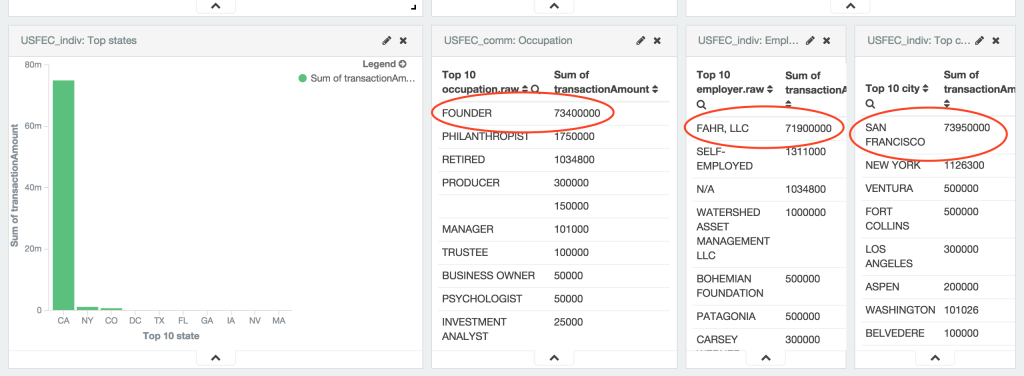 USFEC_indiv: Top states
Legend
Sum of transactionAm...
80m
60m
40m
20m
0
Sum of transactionAmount
CA NY CO DC TX FL GA IA NV MA
Top 10 state
USFEC_comm: Occupation
Top 10 occupation.raw Sum of transactionAmount
FOUNDER 73400000
PHILANTHROPIST 1750000
RETIRED 1034800
PRODUCER 300000
150000
MANAGER 101000
TRUSTEE 100000
BUSINESS OWNER 50000
PSYCHOLOGIST 50000
INVESTMENT ANALYST 25000
USFEC_indiv: Empl...
Top 10 employer.raw Sum of transactionA
FAHR, LLC 71900000
SELF-EMPLOYED 1311000
N/A 1034800
WATERSHED ASSET MANAGEMENT LLC 1000000
BOHEMIAN FOUNDATION 500000
PATAGONIA 500000
CARSEY 300000
USFEC_indiv: Top c...
Top 10 city Sum of transactionAm
SAN FRANCISCO 73950000
NEW YORK 1126300
VENTURA 500000
FORT COLLINS 500000
LOS ANGELES 300000
ASPEN 200000
WASHINGTON 101026
BELVEDERE 100000